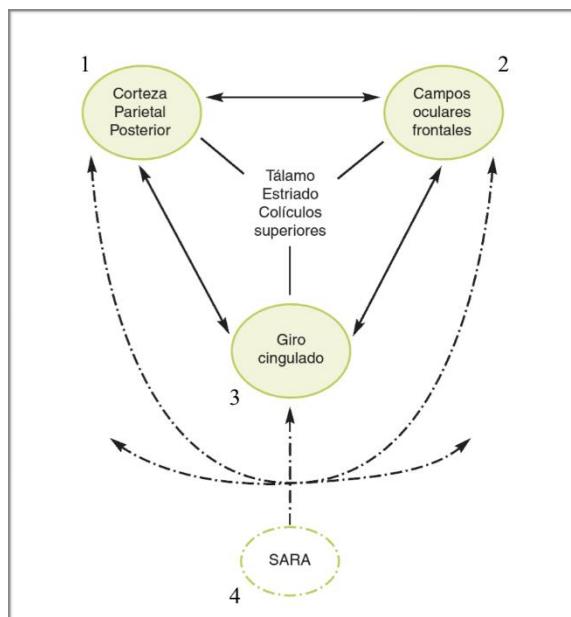 1
2
Corteza
Parietal
Posterior
Campos
oculares
frontales
Tálamo
Estriado
Colículos
superiores
Giro
cingulado
3
SARA
4